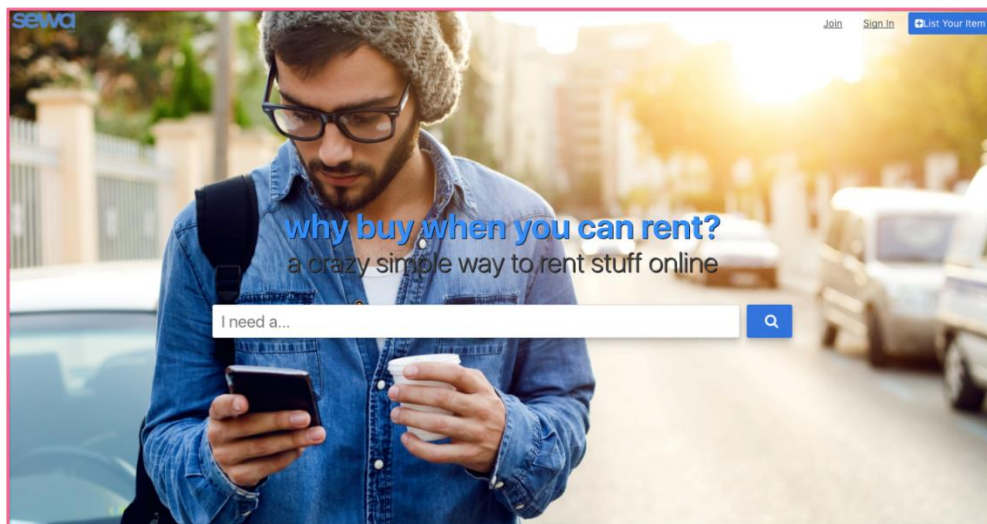 sewa
Join Sign In List Your Item
why buy when you can rent?
a crazy simple way to rent stuff online
I need a...